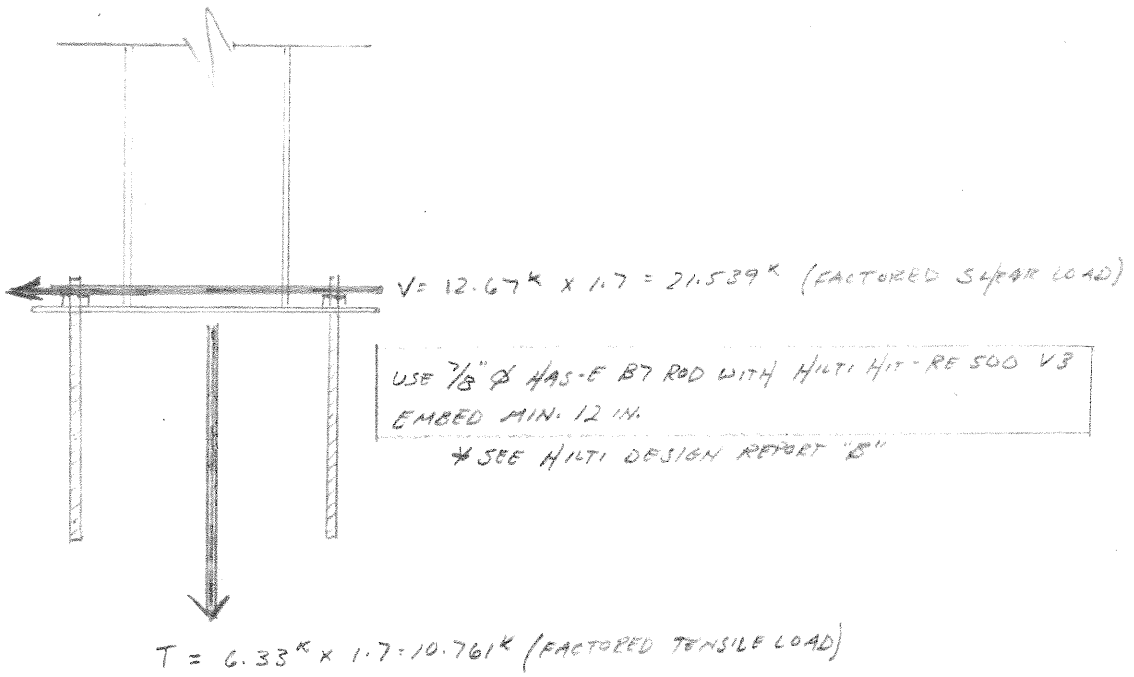 V = 12.67ᴷ x 1.7 = 21.539ᴷ (FACTORED SHEAR LOAD)
USE 7/8" Ø HAS-E B7 ROD WITH HILTI HIT-RE 500 V3
EMBED MIN. 12 IN.
* SEE HILTI DESIGN REPORT "B"
T = 6.33ᴷ x 1.7 = 10.761ᴷ (FACTORED TENSILE LOAD)